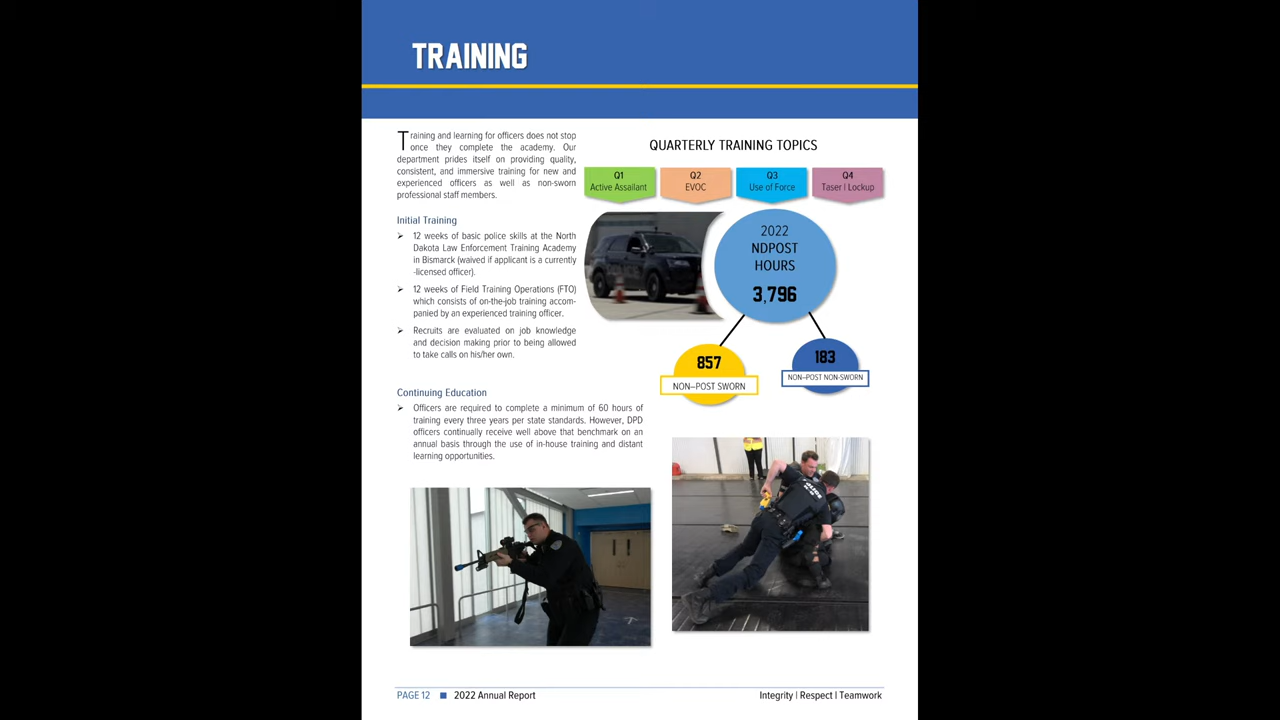 TRAINING
Training and learning for officers does not stop
once they complete the academy. Our
department prides itself on providing quality,
consistent, and immersive training for new and
experienced officers as well as non-sworn
professional staff members.
Initial Training
➢ 12 weeks of basic police skills at the North
Dakota Law Enforcement Training Academy
in Bismarck (waived if applicant is a currently
-licensed officer).
➢ 12 weeks of Field Training Operations (FTO)
which consists of on-the-job training accom-
panied by an experienced training officer.
➢ Recruits are evaluated on job knowledge
and decision making prior to being allowed
to take calls on his/her own.
Continuing Education
➢ Officers are required to complete a minimum of 60 hours of
training every three years per state standards. However, DPD
officers continually receive well above that benchmark on an
annual basis through the use of in-house training and distant
learning opportunities.
QUARTERLY TRAINING TOPICS
Q1
Active Assailant
Q2
EVOC
Q3
Use of Force
Q4
Taser | Lockup
2022
NDPOST
HOURS
3,796
857
NON–POST SWORN
183
NON–POST NON-SWORN
PAGE 12 ■ 2022 Annual Report
Integrity | Respect | Teamwork